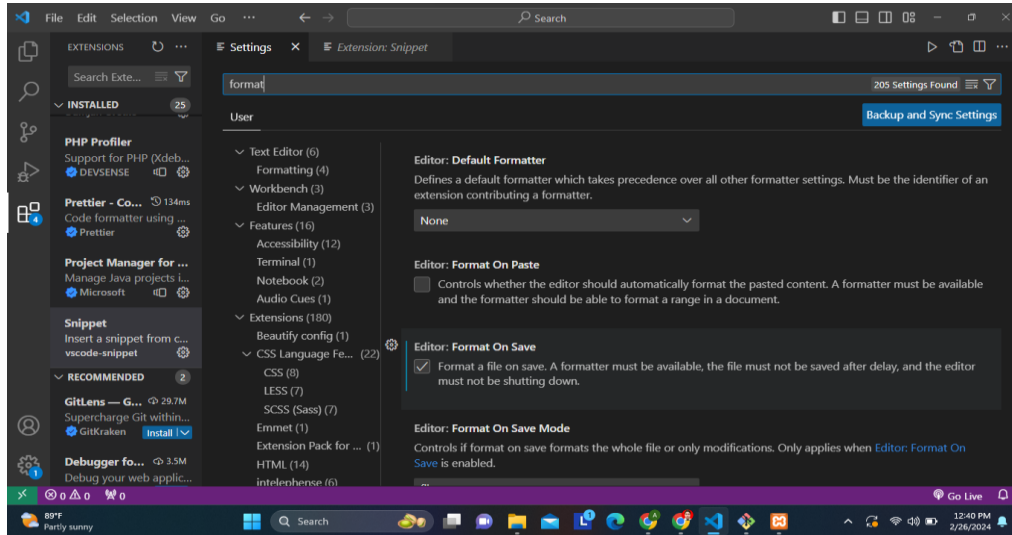 File Edit Selection View Go ···
Search
EXTENSIONS
Settings
Extension: Snippet
Search Exte...
format
205 Settings Found
INSTALLED 25
User
Backup and Sync Settings
PHP Profiler
Support for PHP (Xdeb...
DEVSENSE
Prettier - Co... 134ms
Code formatter using ...
Prettier
Project Manager for ...
Manage Java projects i...
Microsoft
Snippet
Insert a snippet from c...
vscode-snippet
RECOMMENDED 2
GitLens — G... 29.7M
Supercharge Git within...
GitKraken Install
Debugger fo... 3.5M
Debug your web applic...
4
1
Text Editor (6)
Formatting (4)
Workbench (3)
Editor Management (3)
Features (16)
Accessibility (12)
Terminal (1)
Notebook (2)
Audio Cues (1)
Extensions (180)
Beautify config (1)
CSS Language Fe... (22)
CSS (8)
LESS (7)
SCSS (Sass) (7)
Emmet (1)
Extension Pack for ... (1)
HTML (14)
intelephense (6)
Editor: Default Formatter
Defines a default formatter which takes precedence over all other formatter settings. Must be the identifier of an
extension contributing a formatter.
None
Editor: Format On Paste
Controls whether the editor should automatically format the pasted content. A formatter must be available
and the formatter should be able to format a range in a document.
Editor: Format On Save
Format a file on save. A formatter must be available, the file must not be saved after delay, and the editor
must not be shutting down.
Editor: Format On Save Mode
Controls if format on save formats the whole file or only modifications. Only applies when Editor: Format On
Save is enabled.
0 0 0
Go Live
89°F
Partly sunny
Search
12:40 PM
2/26/2024